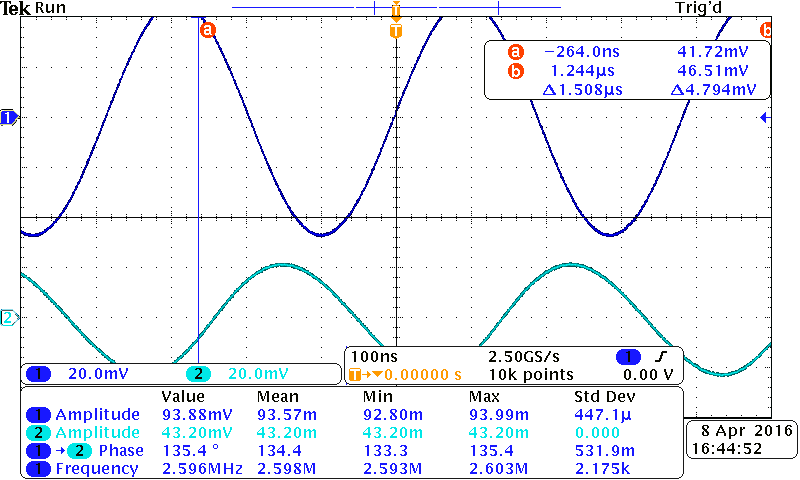 Tek Run T Trig'd
a T b
a −264.0ns 41.72mV
b 1.244µs 46.51mV
Δ1.508µs Δ4.794mV
1
2
100ns 2.50GS/s 1
1 20.0mV 2 20.0mV T→▼0.00000 s 10k points 0.00 V
Value Mean Min Max Std Dev
1 Amplitude 93.88mV 93.57m 92.80m 93.99m 447.1µ
2 Amplitude 43.20mV 43.20m 43.20m 43.20m 0.000
1 → 2 Phase 135.4 ° 134.4 133.3 135.4 531.9m
1 Frequency 2.596MHz 2.598M 2.593M 2.603M 2.175k
8 Apr 2016
16:44:52